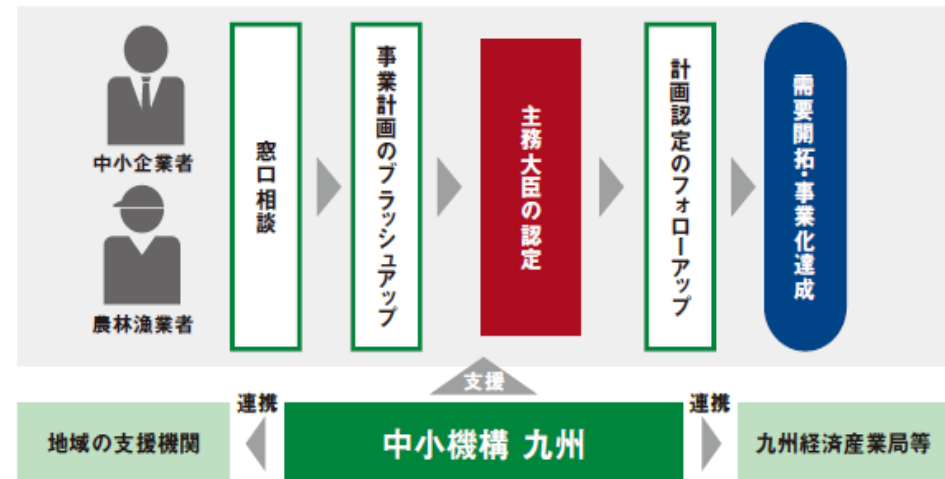 中小企業者
農林漁業者
窓口相談
事業計画のブラッシュアップ
主務大臣の認定
計画認定のフォローアップ
需要開拓・事業化達成
支援
連携
連携
地域の支援機関
中小機構 九州
九州経済産業局等